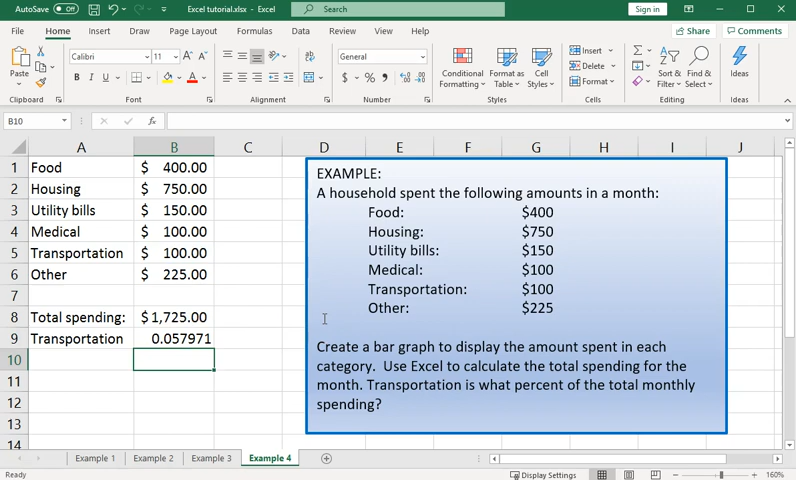 AutoSave Off Excel tutorial.xlsx - Excel Search Sign in
File Home Insert Draw Page Layout Formulas Data Review View Help Share Comments
Calibri 11 General
Paste B I U $ % Conditional Formatting Format as Table Cell Styles Insert Delete Format Sort & Filter Find & Select Ideas
Clipboard Font Alignment Number Styles Cells Editing Ideas
B10 fx
A B C D E F G H I J
1 Food $ 400.00
2 Housing $ 750.00
3 Utility bills $ 150.00
4 Medical $ 100.00
5 Transportation $ 100.00
6 Other $ 225.00
7
8 Total spending: $ 1,725.00
9 Transportation 0.057971
10
11
12
13
14
EXAMPLE:
A household spent the following amounts in a month:
Food: $400
Housing: $750
Utility bills: $150
Medical: $100
Transportation: $100
Other: $225
Create a bar graph to display the amount spent in each
category. Use Excel to calculate the total spending for the
month. Transportation is what percent of the total monthly
spending?
Example 1 Example 2 Example 3 Example 4
Ready Display Settings 160%